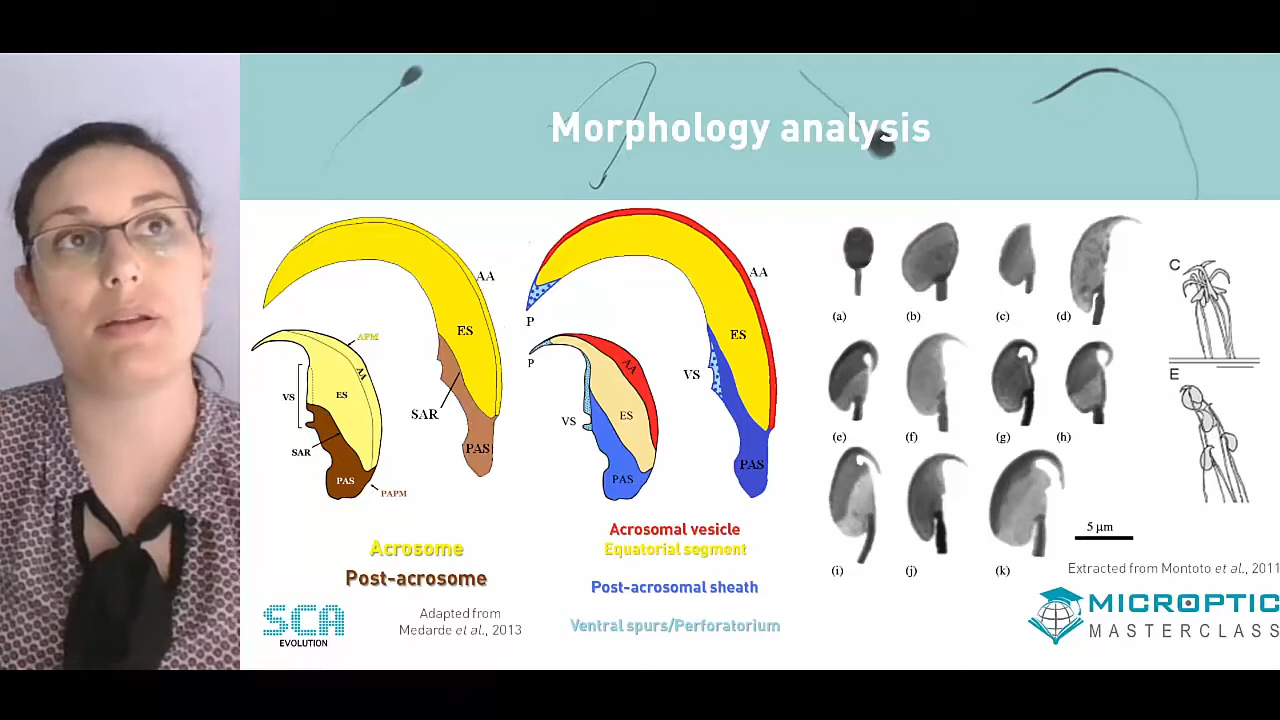 Morphology analysis
AA
ES
SAR
PAS
APM
AA
VS
ES
SAR
PAS
PAPM
Acrosome
Post-acrosome
Adapted from
Medarde et al., 2013
SCA
EVOLUTION
P
AA
ES
VS
PAS
P
AA
VS
ES
PAS
Acrosomal vesicle
Equatorial segment
Post-acrosomal sheath
Ventral spurs/Perforatorium
(a) (b) (c) (d)
(e) (f) (g) (h)
(i) (j) (k)
5 µm
C
E
Extracted from Montoto et al., 2011
MICROPTIC
MASTERCLASS